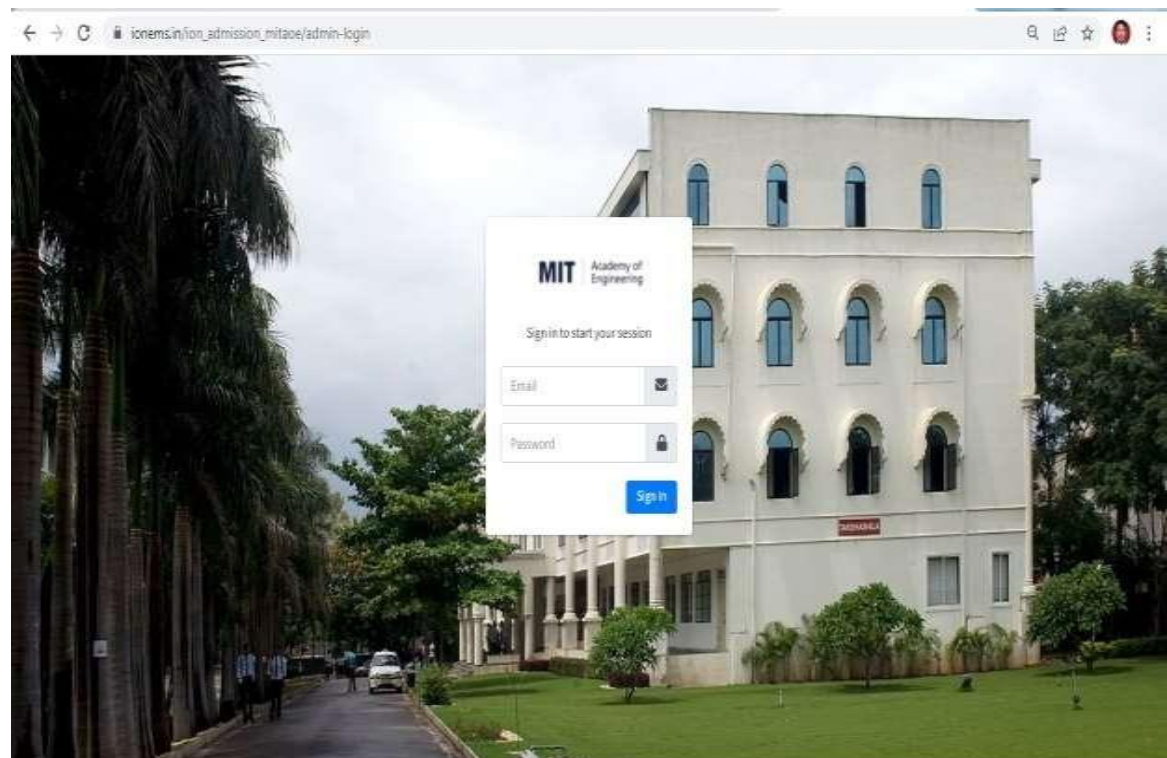 ionems.in/ion_admission_mitaoe/admin-login
MIT Academy of
Engineering
Sign in to start your session
Email
Password
Sign In